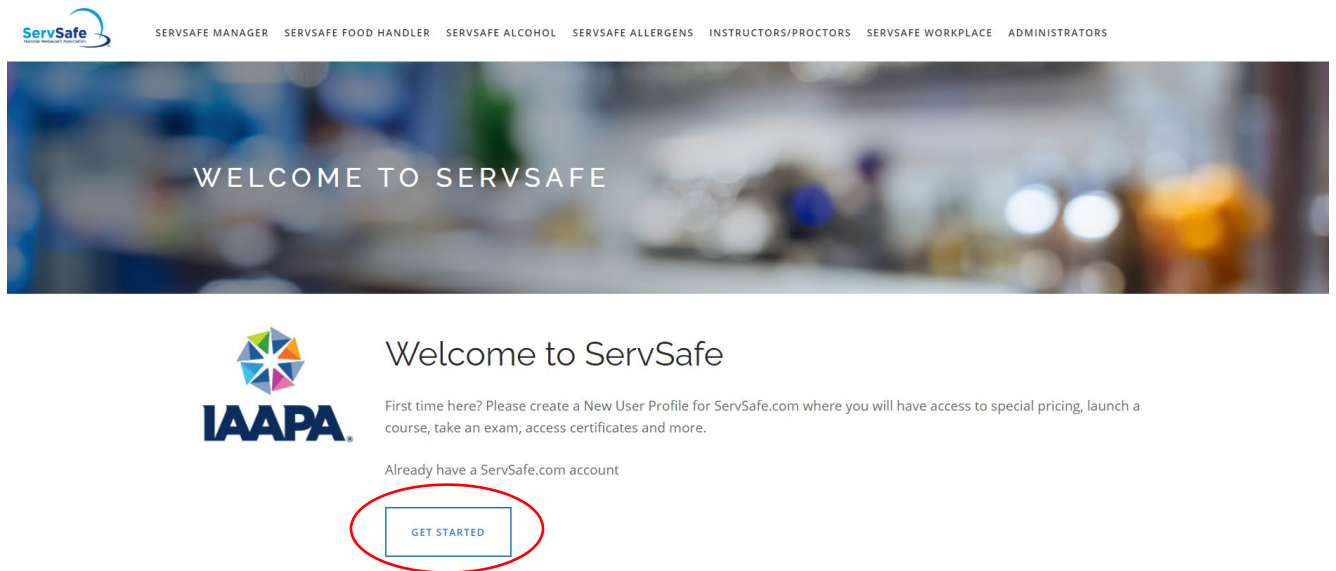 ServSafe
National Restaurant Association
SERVSAFE MANAGER SERVSAFE FOOD HANDLER SERVSAFE ALCOHOL SERVSAFE ALLERGENS INSTRUCTORS/PROCTORS SERVSAFE WORKPLACE ADMINISTRATORS
WELCOME TO SERVSAFE
IAAPA®
Welcome to ServSafe
First time here? Please create a New User Profile for ServSafe.com where you will have access to special pricing, launch a
course, take an exam, access certificates and more.
Already have a ServSafe.com account
GET STARTED